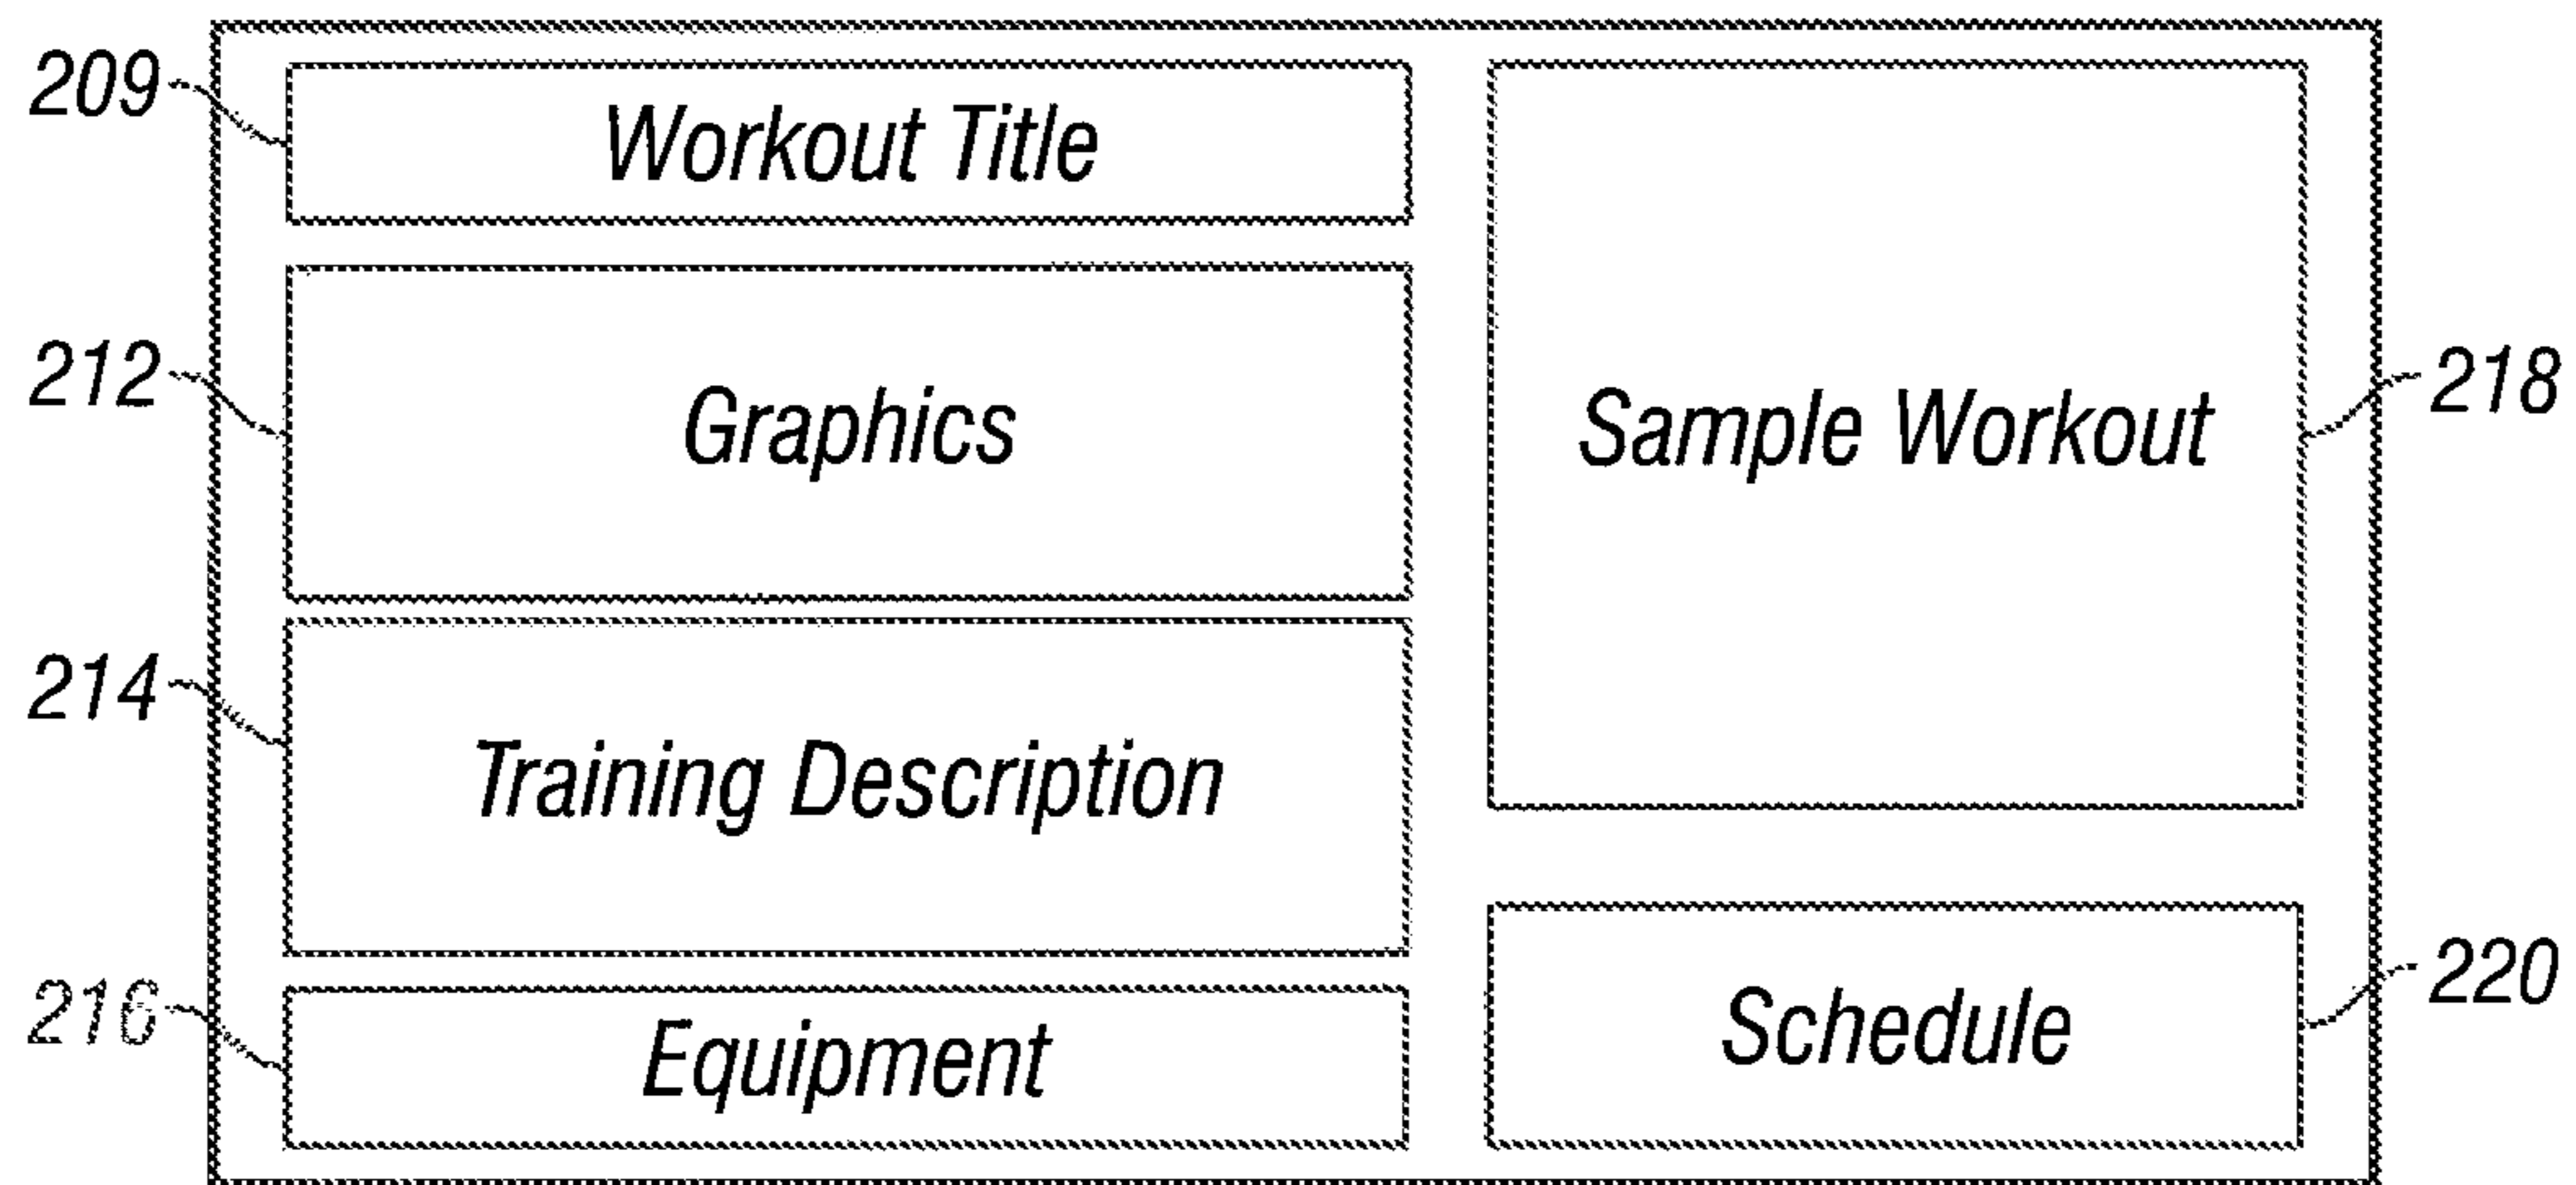 209
Workout Title
212
Graphics
214
Training Description
216
Equipment
Sample Workout
218
Schedule
220